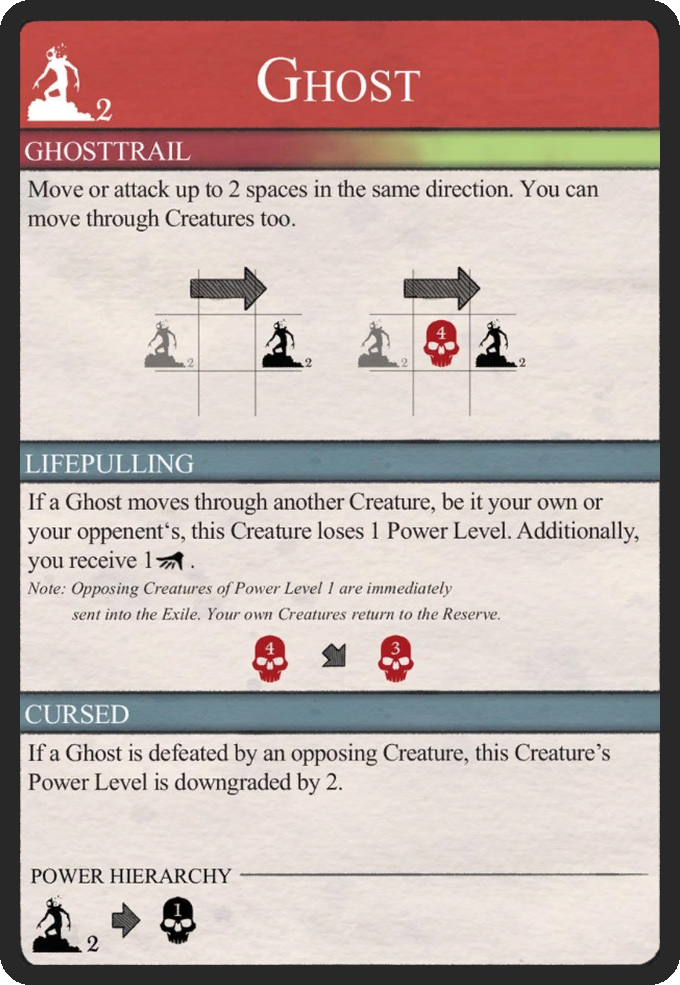 2
GHOST
GHOSTTRAIL
Move or attack up to 2 spaces in the same direction. You can
move through Creatures too.
2 2 2 4 2
LIFEPULLING
If a Ghost moves through another Creature, be it your own or
your oppenent‘s, this Creature loses 1 Power Level. Additionally,
you receive 1 .
Note: Opposing Creatures of Power Level 1 are immediately
sent into the Exile. Your own Creatures return to the Reserve.
4 3
CURSED
If a Ghost is defeated by an opposing Creature, this Creature’s
Power Level is downgraded by 2.
POWER HIERARCHY
2 1